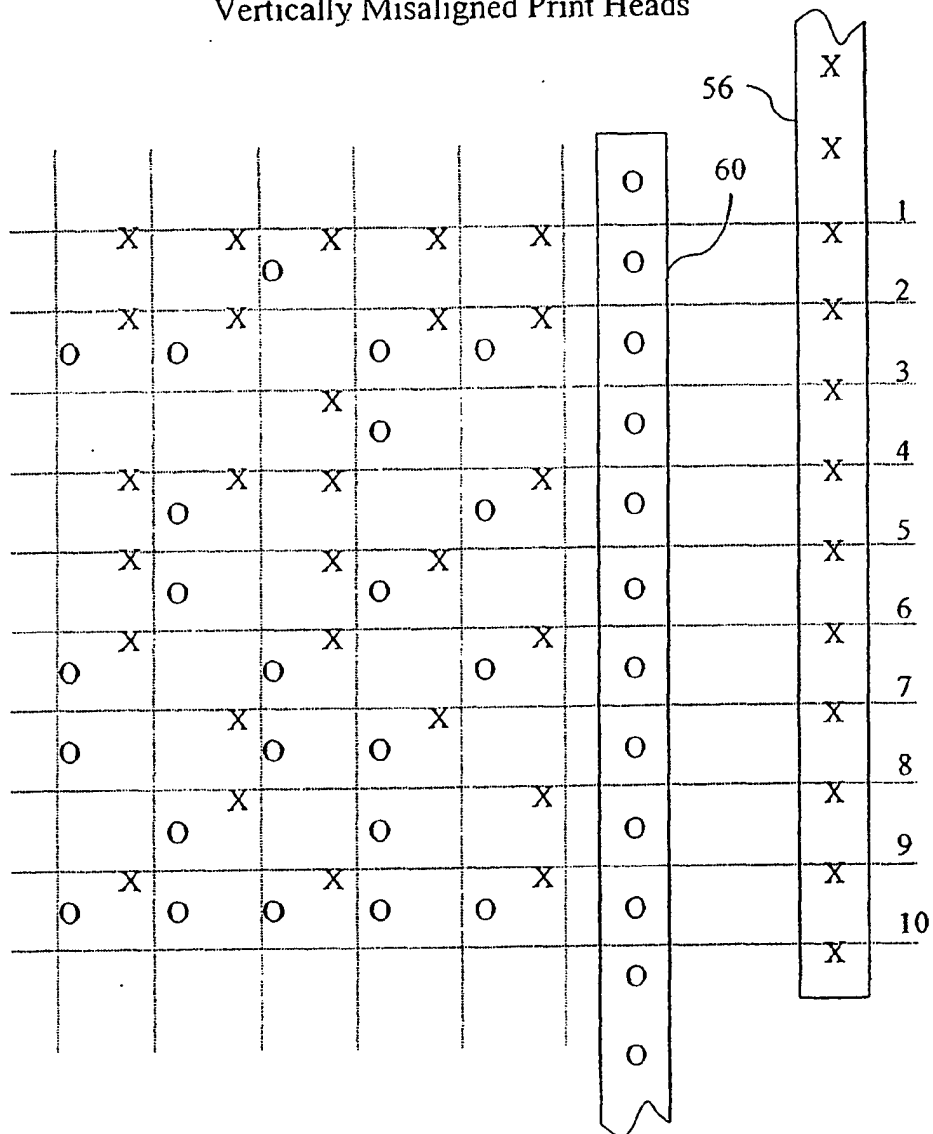 Vertically Misaligned Print Heads
X
56
X
60
O
1
X X X X X X
O O
2
X X X X X
O O O O O
3
X X
O O
4
X X X X X
O O O
5
X X X X
O O O
6
X X X X
O O O O
7
X X X
O O O O
8
X X X
O O O
9
X X X X
O O O O O O
10
X
O
O